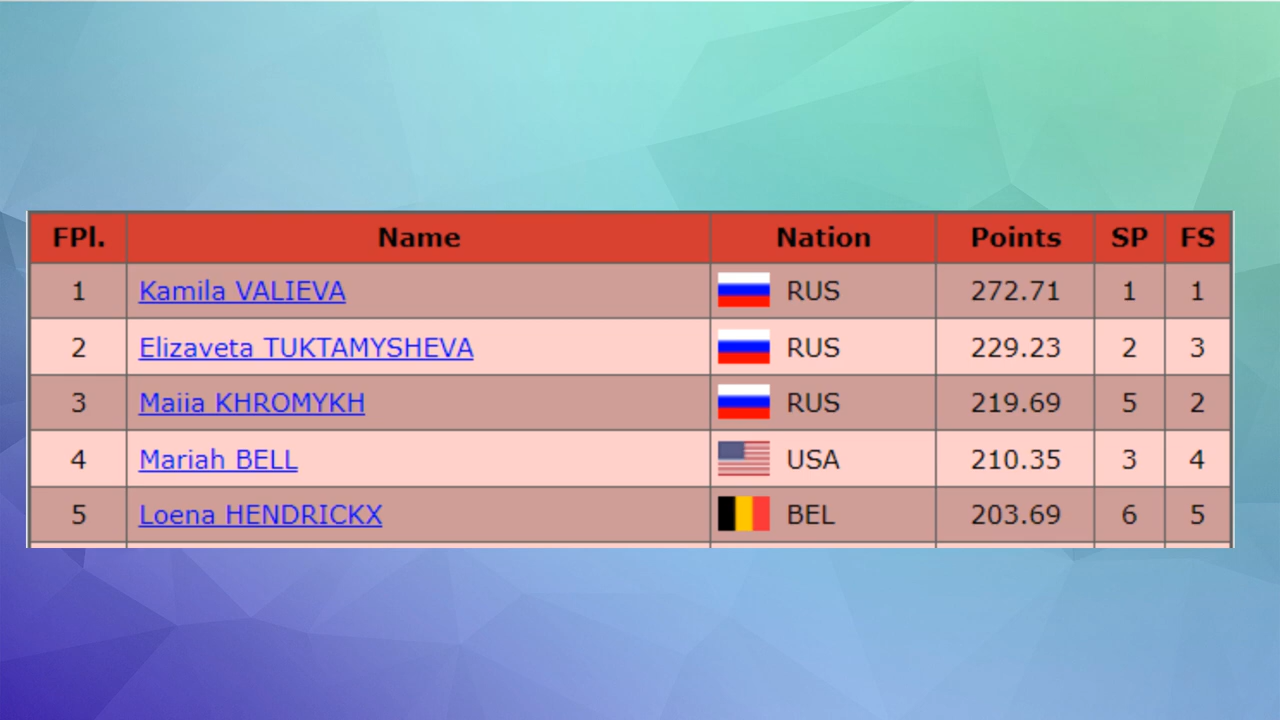 FPl. Name Nation Points SP FS
1 Kamila VALIEVA RUS 272.71 1 1
2 Elizaveta TUKTAMYSHEVA RUS 229.23 2 3
3 Maiia KHROMYKH RUS 219.69 5 2
4 Mariah BELL USA 210.35 3 4
5 Loena HENDRICKX BEL 203.69 6 5